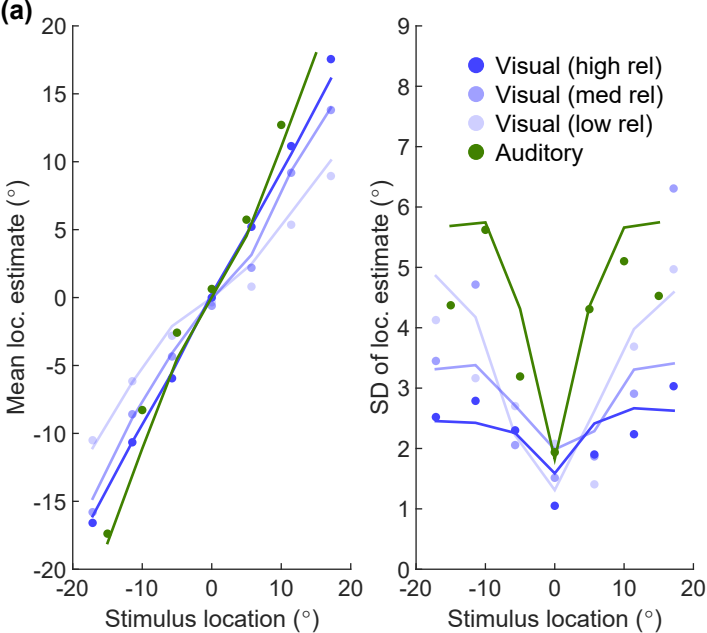 (a)
20
15
10
5
0
-5
-10
-15
-20
Mean loc. estimate (°)
-20 -10 0 10 20
Stimulus location (°)
9
8
7
6
5
4
3
2
1
0
SD of loc. estimate (°)
Visual (high rel)
Visual (med rel)
Visual (low rel)
Auditory
-20 -10 0 10 20
Stimulus location (°)